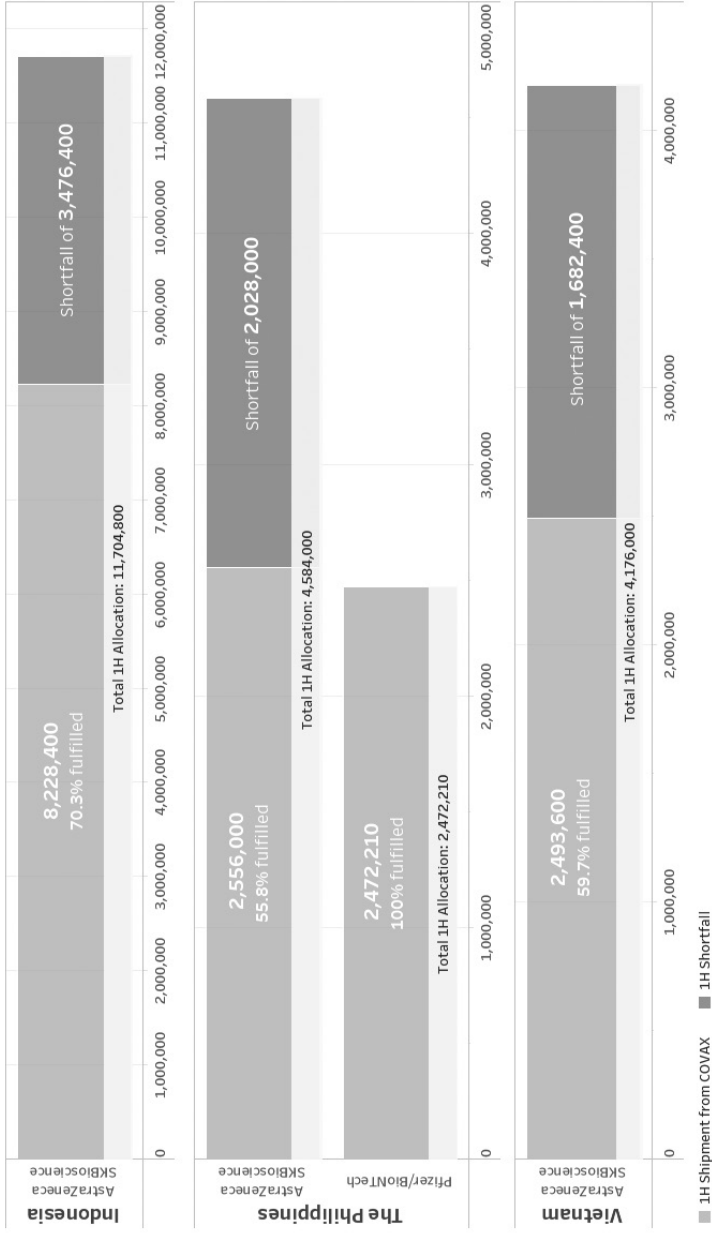 Indonesia
AstraZeneca
SKBioscience
8,228,400
70.3% fulfilled
Shortfall of 3,476,400
Total 1H Allocation: 11,704,800
0
1,000,000
2,000,000
3,000,000
4,000,000
5,000,000
6,000,000
7,000,000
8,000,000
9,000,000
10,000,000
11,000,000
12,000,000
The Philippines
AstraZeneca
SKBioscience
2,556,000
55.8% fulfilled
Shortfall of 2,028,000
Total 1H Allocation: 4,584,000
Pfizer/BioNTech
2,472,210
100% fulfilled
Total 1H Allocation: 2,472,210
0
1,000,000
2,000,000
3,000,000
4,000,000
5,000,000
Vietnam
AstraZeneca
SKBioscience
2,493,600
59.7% fulfilled
Shortfall of 1,682,400
Total 1H Allocation: 4,176,000
0
1,000,000
2,000,000
3,000,000
4,000,000
1H Shipment from COVAX
1H Shortfall